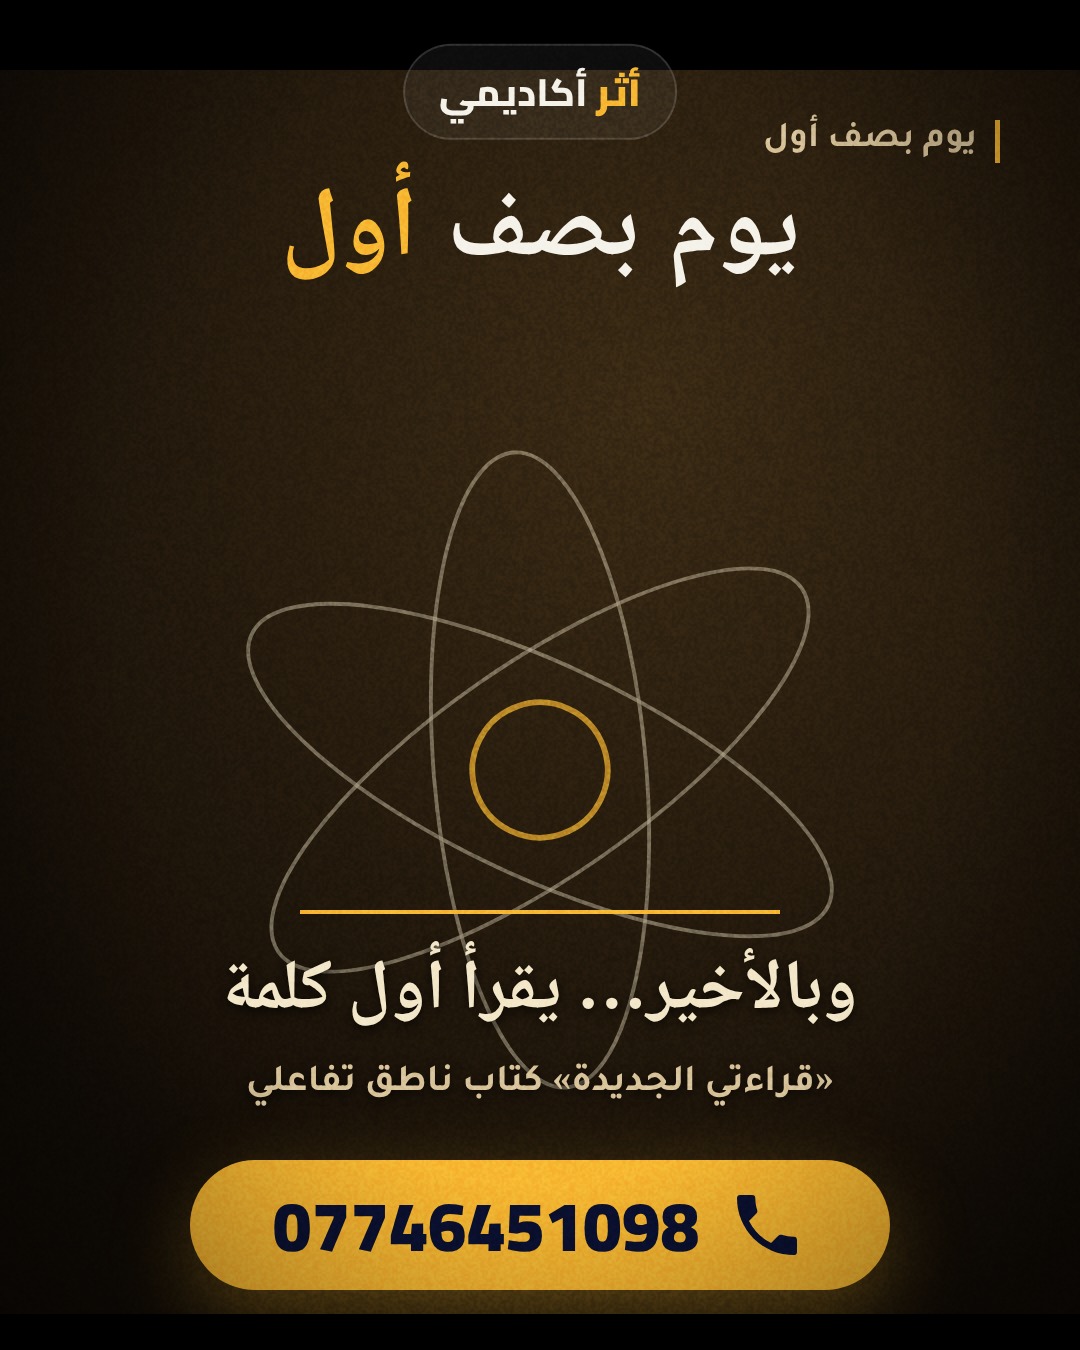 أثر أكاديمي
يوم بصف أول
يوم بصف أول
وبالأخير... يقرأ أول كلمة
«قراءتي الجديدة» كتاب ناطق تفاعلي
07746451098